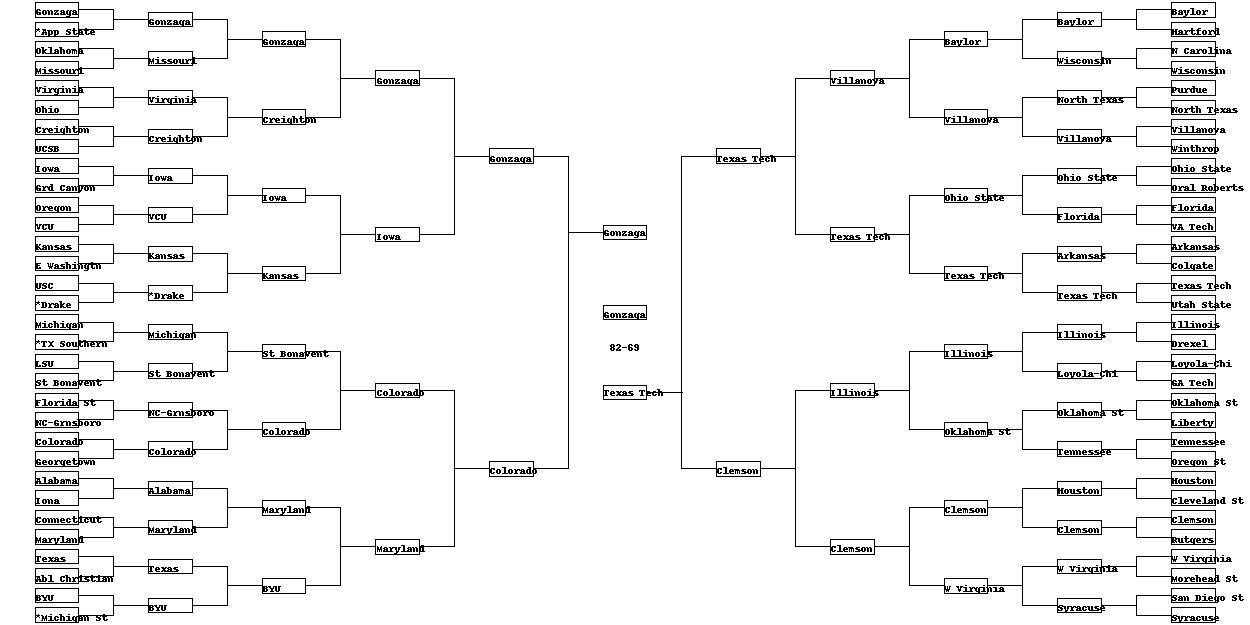 Gonzaga
*App State
Oklahoma
Missouri
Virginia
Ohio
Creighton
UCSB
Iowa
Grd Canyon
Oregon
VCU
Kansas
E Washingtn
USC
*Drake
Michigan
*TX Southern
LSU
St Bonavent
Florida St
NC-Grnsboro
Colorado
Georgetown
Alabama
Iona
Connecticut
Maryland
Texas
Abl Christian
BYU
*Michigan St
Gonzaga
Missouri
Virginia
Creighton
Iowa
VCU
Kansas
*Drake
Michigan
St Bonavent
NC-Grnsboro
Colorado
Alabama
Maryland
Texas
BYU
Gonzaga
Creighton
Iowa
Kansas
St Bonavent
Colorado
Maryland
BYU
Gonzaga
Iowa
Colorado
Maryland
Gonzaga
Colorado
Gonzaga
Gonzaga
82-69
Texas Tech
Texas Tech
Clemson
Villanova
Texas Tech
Illinois
Clemson
Baylor
Villanova
Ohio State
Texas Tech
Illinois
Oklahoma St
Clemson
W Virginia
Baylor
Wisconsin
North Texas
Villanova
Ohio State
Florida
Arkansas
Texas Tech
Illinois
Loyola-Chi
Oklahoma St
Tennessee
Houston
Clemson
W Virginia
Syracuse
Baylor
Hartford
N Carolina
Wisconsin
Purdue
North Texas
Villanova
Winthrop
Ohio State
Oral Roberts
Florida
VA Tech
Arkansas
Colgate
Texas Tech
Utah State
Illinois
Drexel
Loyola-Chi
GA Tech
Oklahoma St
Liberty
Tennessee
Oregon St
Houston
Cleveland St
Clemson
Rutgers
W Virginia
Morehead St
San Diego St
Syracuse